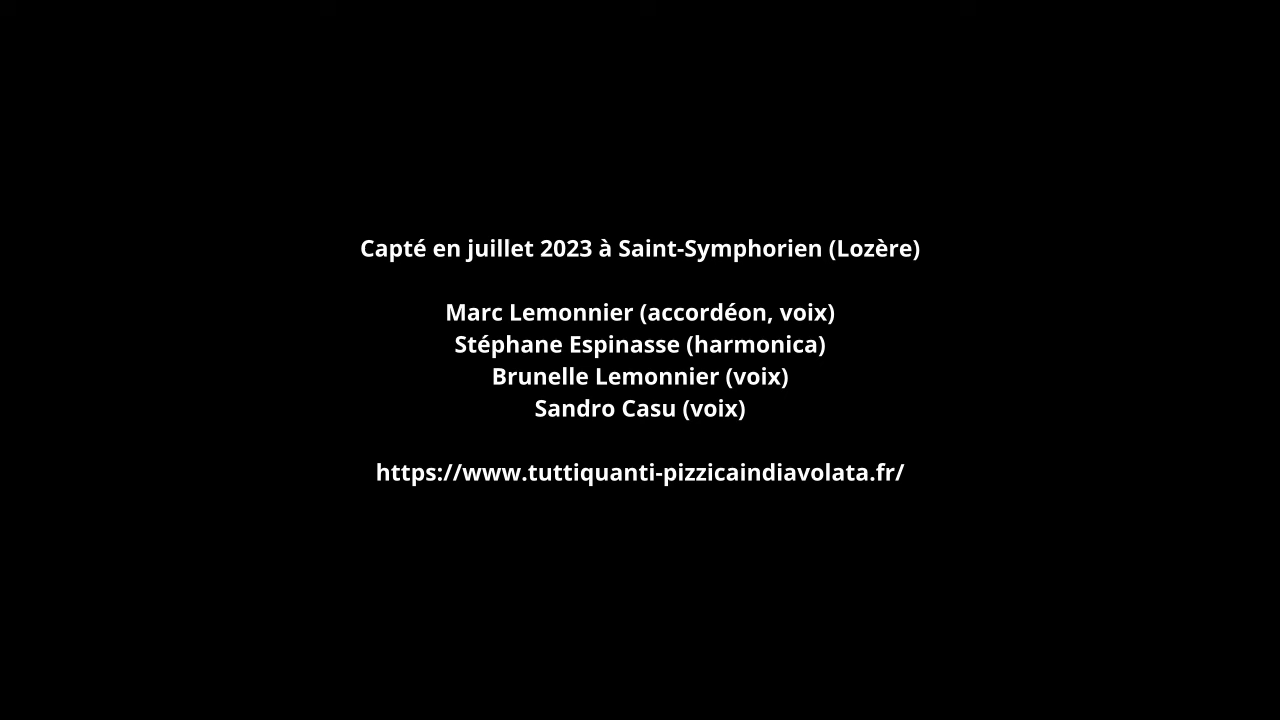 Capté en juillet 2023 à Saint-Symphorien (Lozère)
Marc Lemonnier (accordéon, voix)
Stéphane Espinasse (harmonica)
Brunelle Lemonnier (voix)
Sandro Casu (voix)
https://www.tuttiquanti-pizzicaindiavolata.fr/